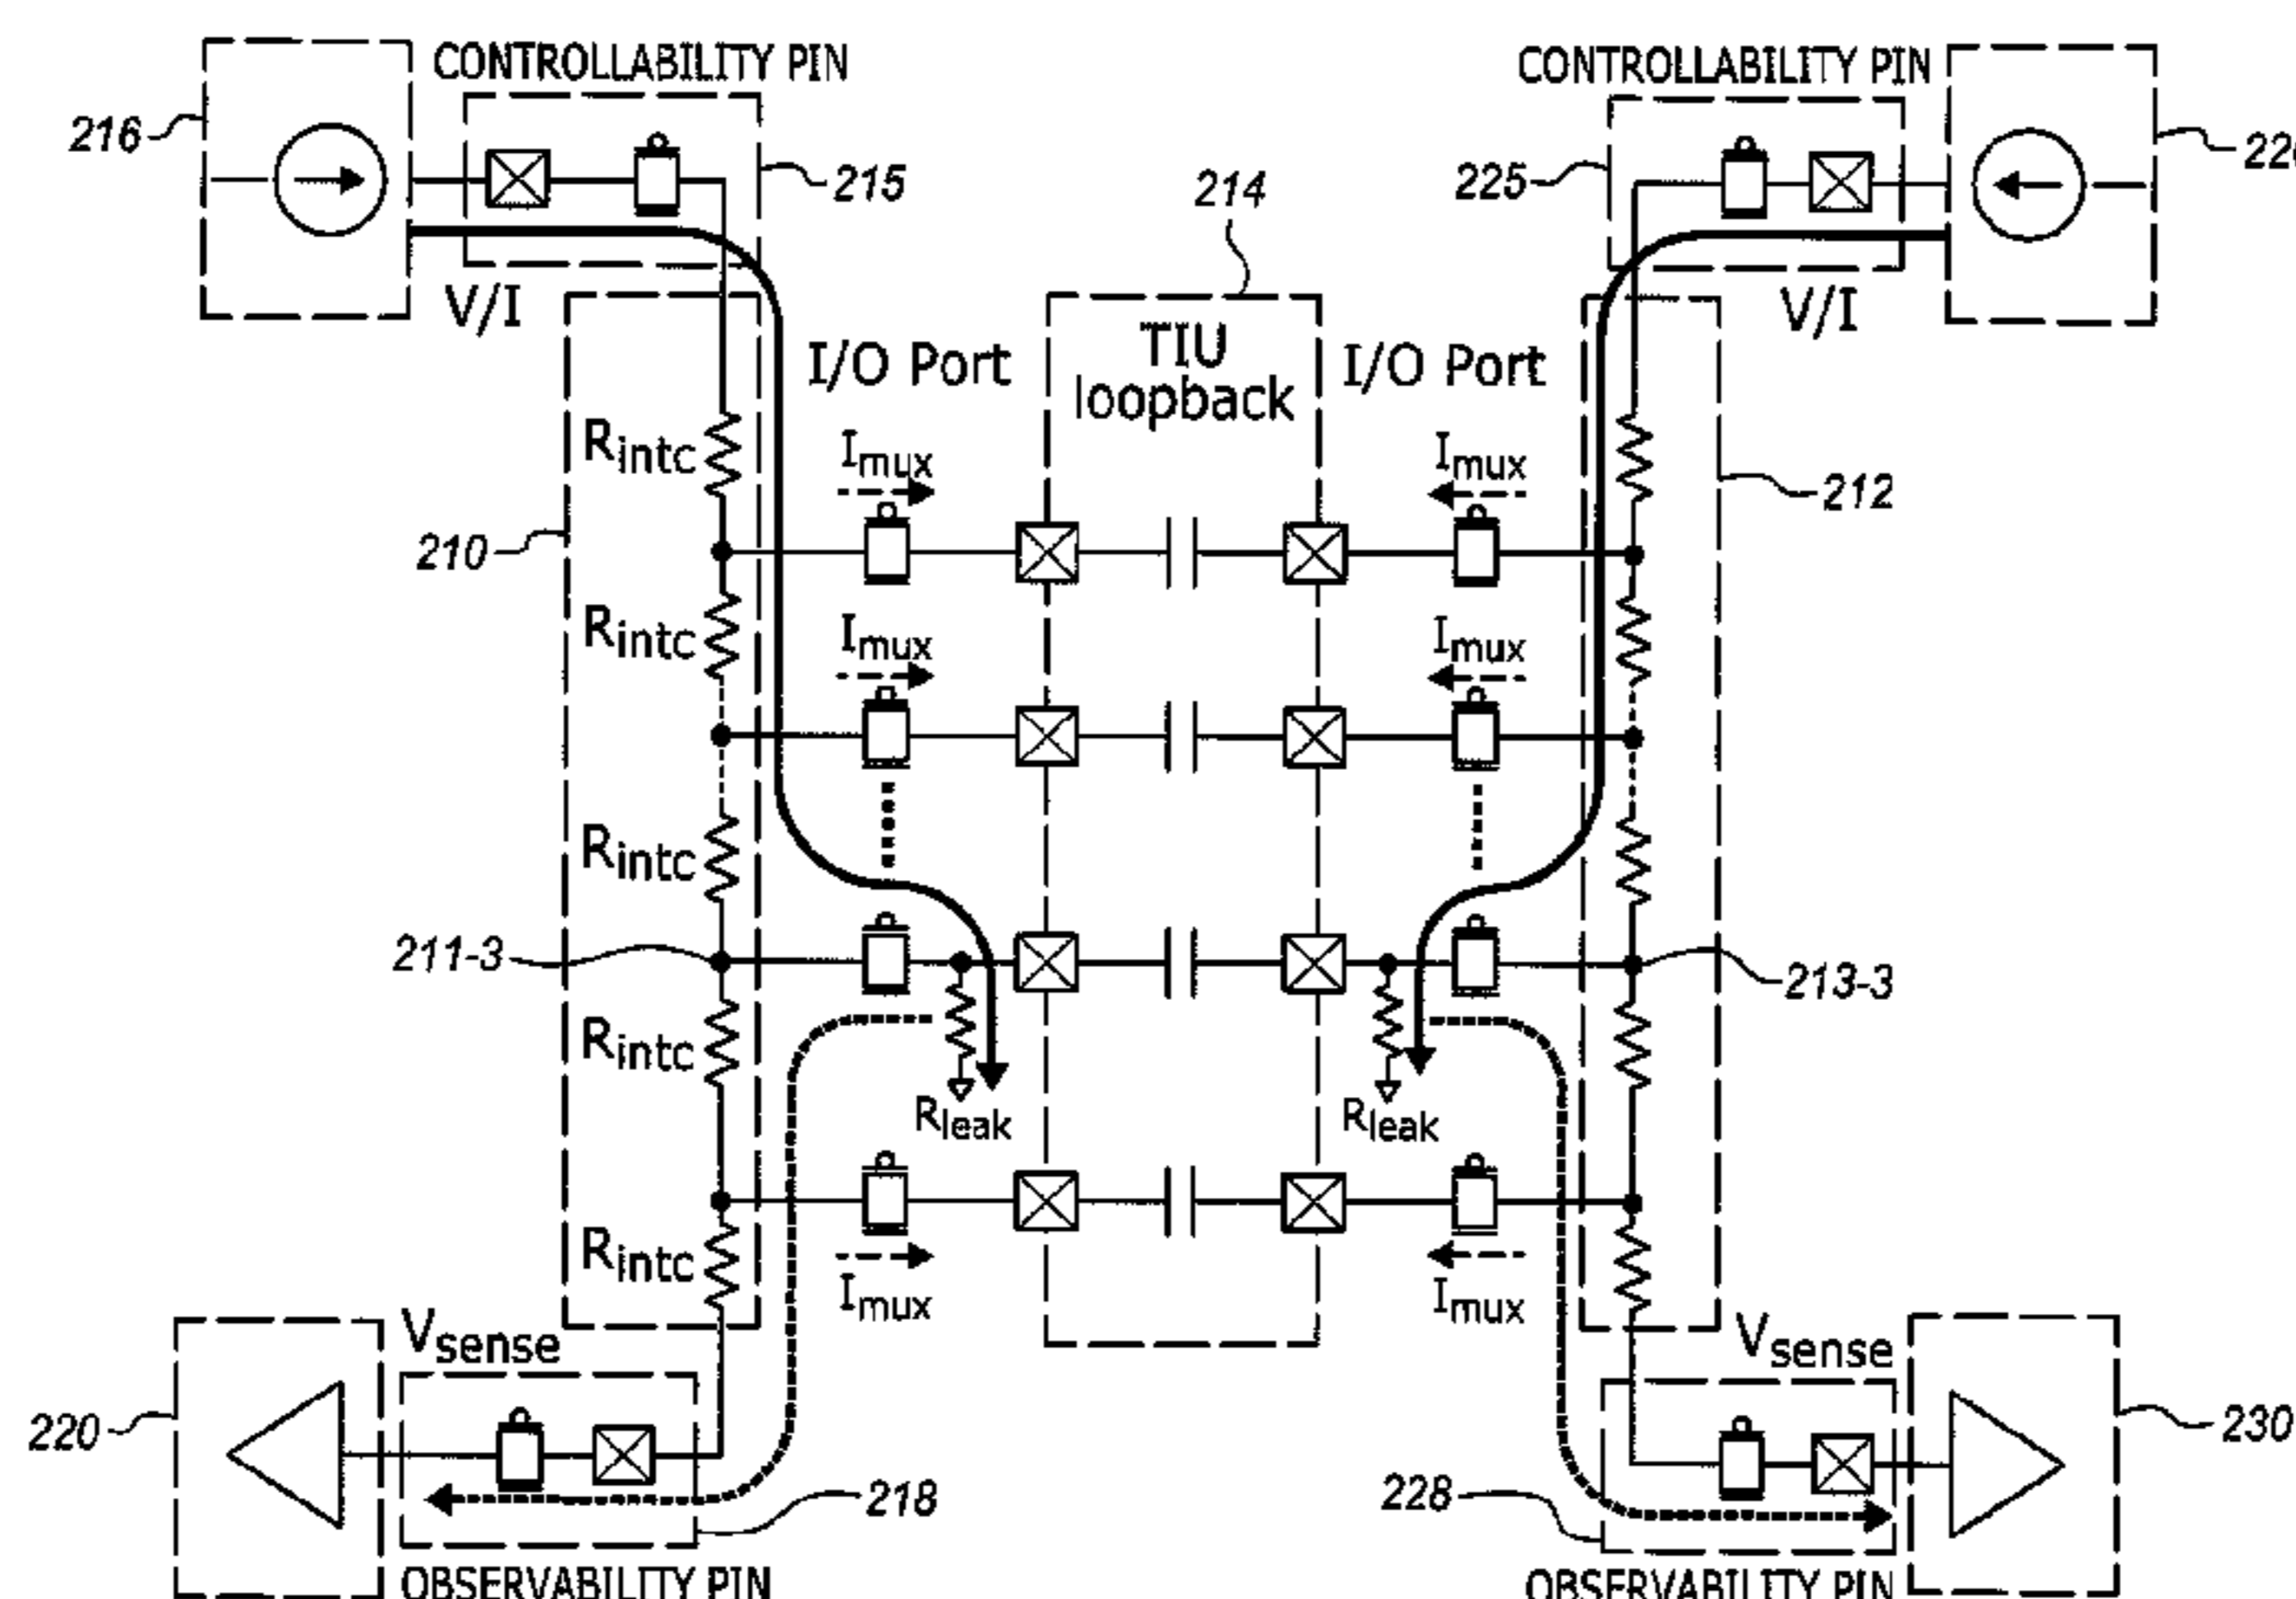 CONTROLLABILITY PIN
CONTROLLABILITY PIN
216
215
214
225
V/I
V/I
I/O Port
TIU
loopback
I/O Port
Rintc
Imux
Imux
212
210
Rintc
Imux
Imux
Rintc
211-3
213-3
Rintc
Rleak
Rleak
Rintc
Imux
Imux
Vsense
Vsense
220
230
218
228
OBSERVABILITY PIN
OBSERVABILITY PIN